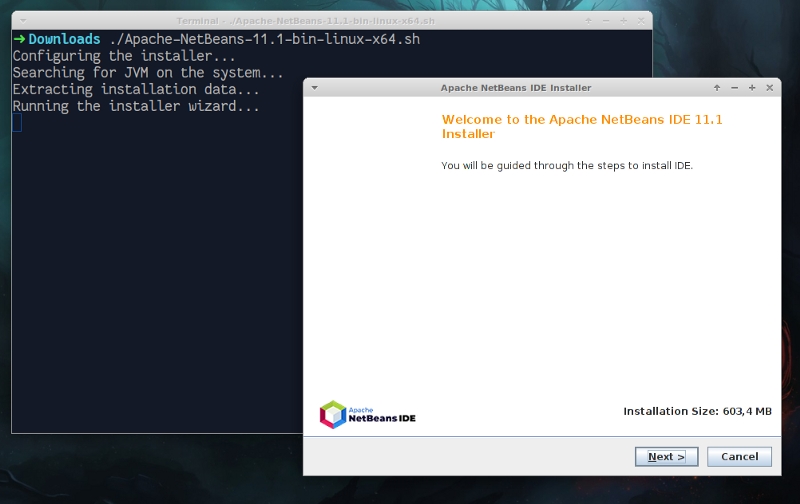 Terminal - ./Apache-NetBeans-11.1-bin-linux-x64.sh
➜ Downloads ./Apache-NetBeans-11.1-bin-linux-x64.sh
Configuring the installer...
Searching for JVM on the system...
Extracting installation data...
Running the installer wizard...
Apache NetBeans IDE Installer
Welcome to the Apache NetBeans IDE 11.1
Installer
You will be guided through the steps to install IDE.
Apache
NetBeans IDE
Installation Size: 603,4 MB
Next >
Cancel